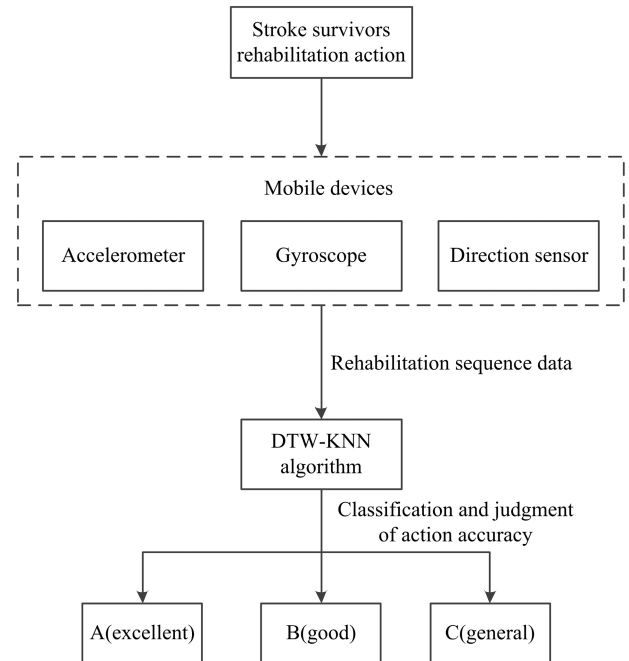 Stroke survivors
rehabilitation action
Mobile devices
Accelerometer
Gyroscope
Direction sensor
Rehabilitation sequence data
DTW-KNN
algorithm
Classification and judgment
of action accuracy
A(excellent)
B(good)
C(general)